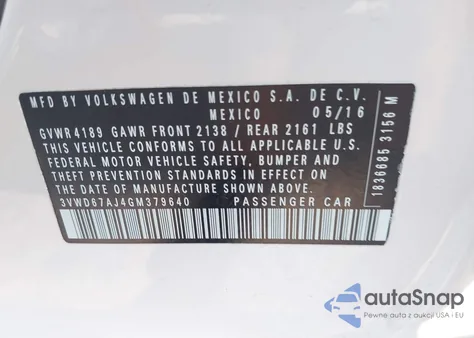 MFD BY VOLKSWAGEN DE MEXICO S.A. DE C.V.
MEXICO 05/16
GVWR 4189 GAWR FRONT 2138 / REAR 2161 LBS
THIS VEHICLE CONFORMS TO ALL APPLICABLE U.S.
FEDERAL MOTOR VEHICLE SAFETY, BUMPER AND
THEFT PREVENTION STANDARDS IN EFFECT ON
THE DATE OF MANUFACTURE SHOWN ABOVE.
3VWD67AJ4GM379640 PASSENGER CAR
1836685 3156 M
autoSnap
Pewne auta z aukcji USA i EU